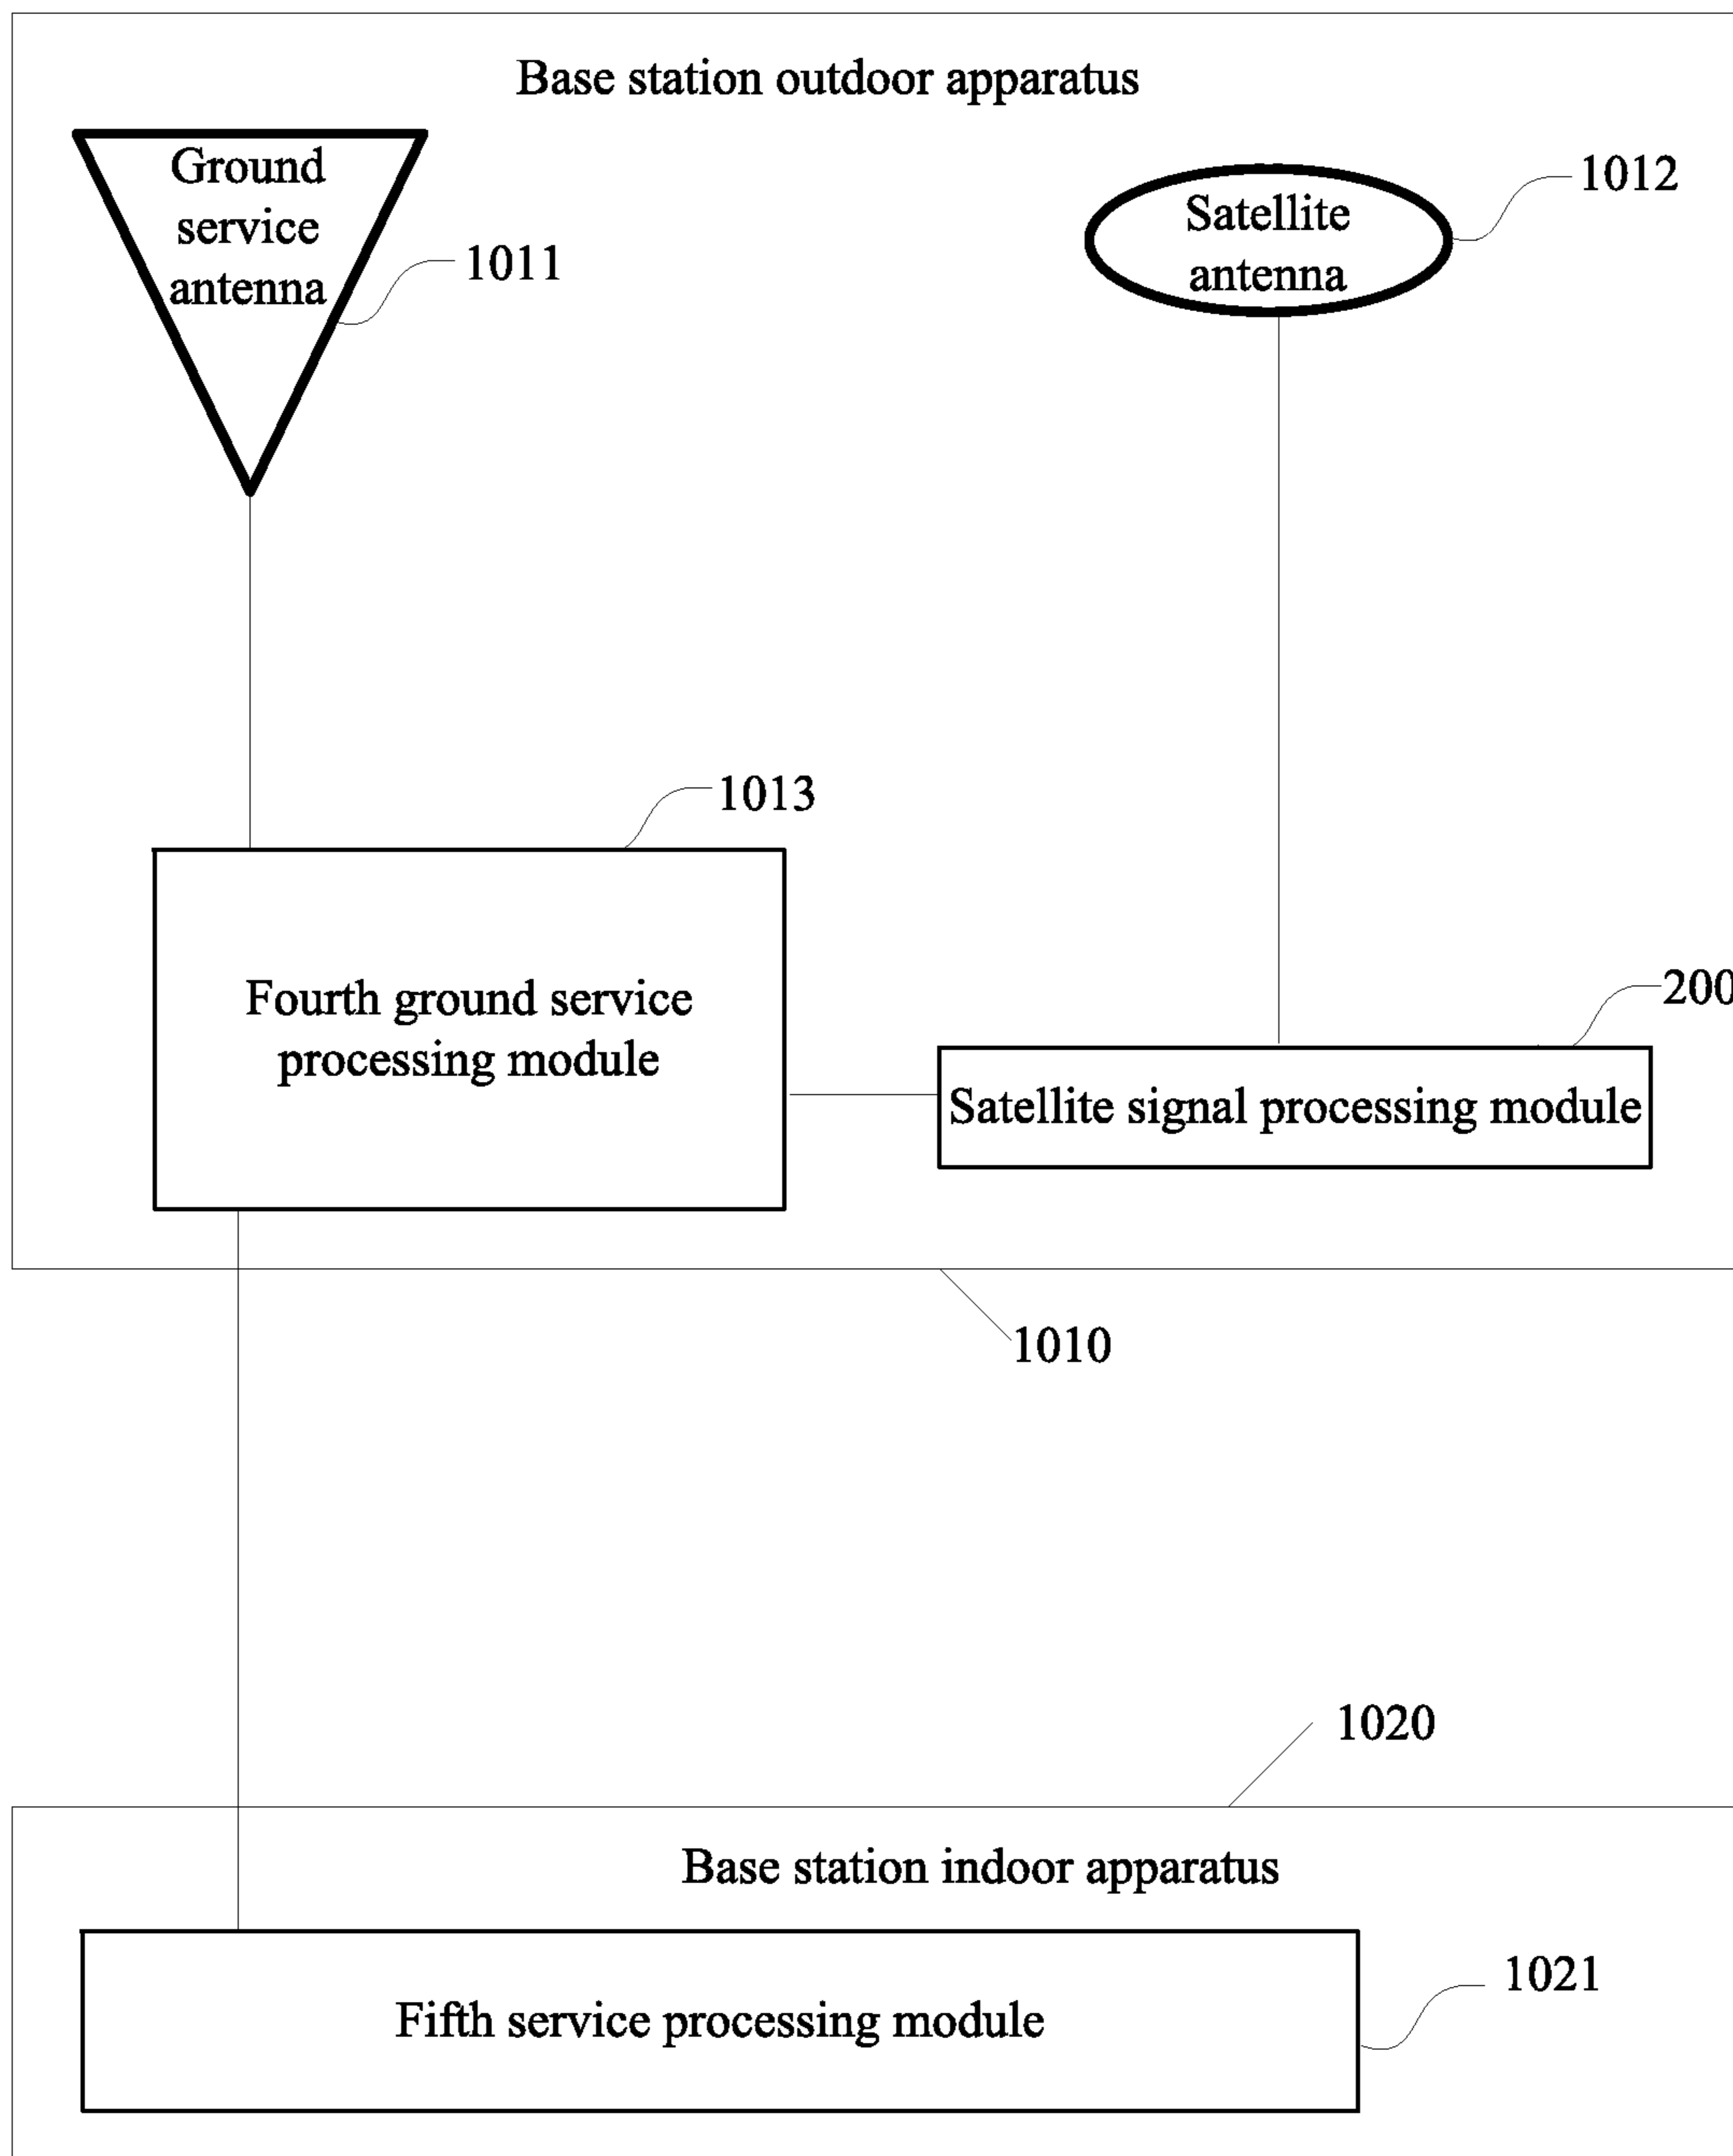 Base station outdoor apparatus
Ground
service
antenna
1011
Satellite
antenna
1012
1013
Fourth ground service
processing module
200
Satellite signal processing module
1010
1020
Base station indoor apparatus
Fifth service processing module
1021